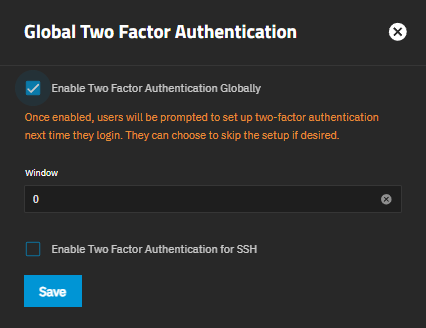 Global Two Factor Authentication
Enable Two Factor Authentication Globally
Once enabled, users will be prompted to set up two-factor authentication
next time they login. They can choose to skip the setup if desired.
Window
0
Enable Two Factor Authentication for SSH
Save